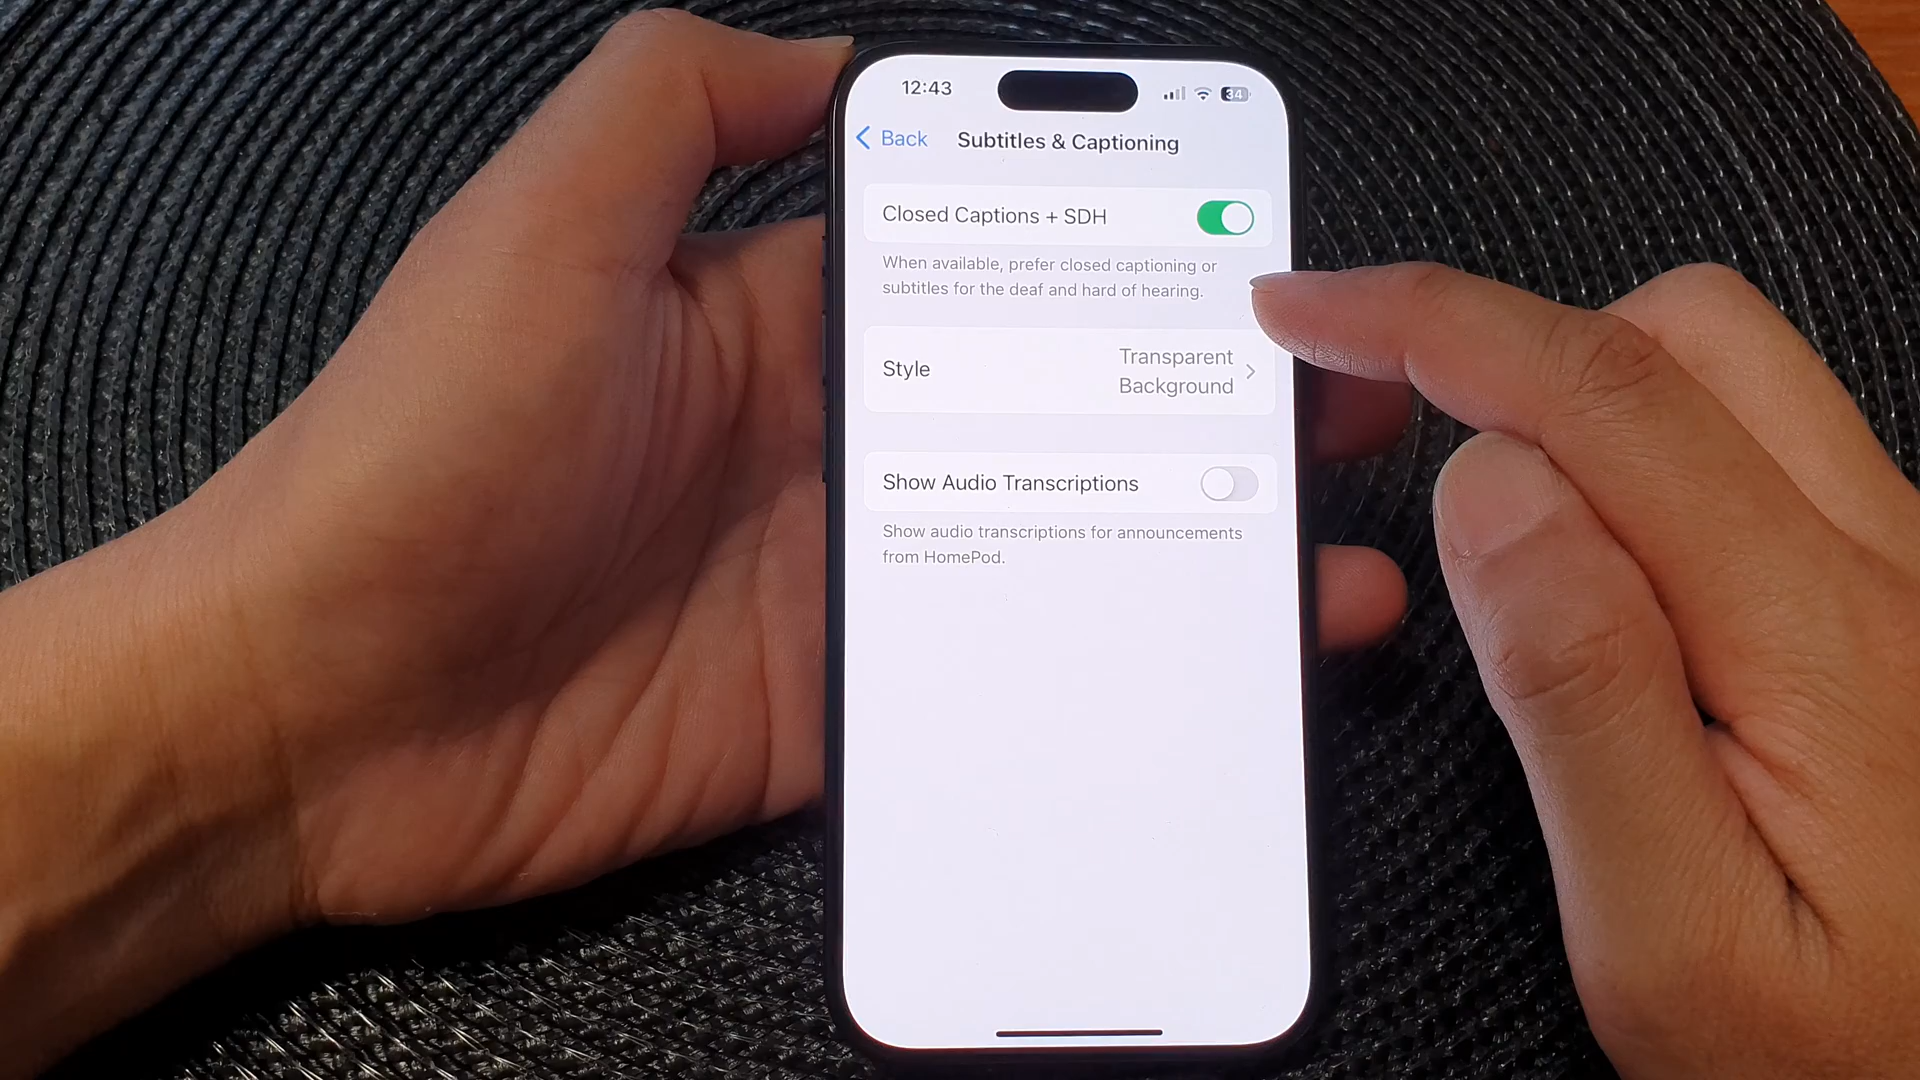 12:43
34
Back
Subtitles & Captioning
Closed Captions + SDH
When available, prefer closed captioning or
subtitles for the deaf and hard of hearing.
Style
Transparent
Background
Show Audio Transcriptions
Show audio transcriptions for announcements
from HomePod.